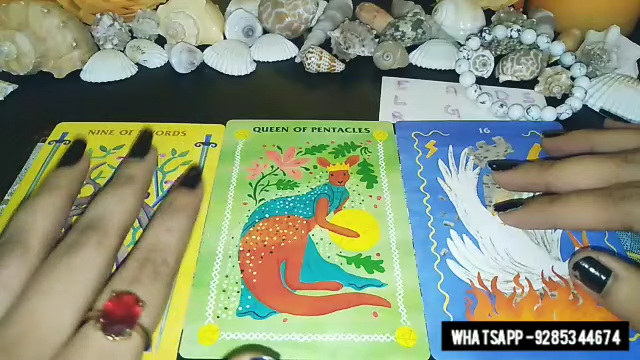 NINE OF SWORDS
QUEEN OF PENTACLES
16
WHATSAPP -9285344674